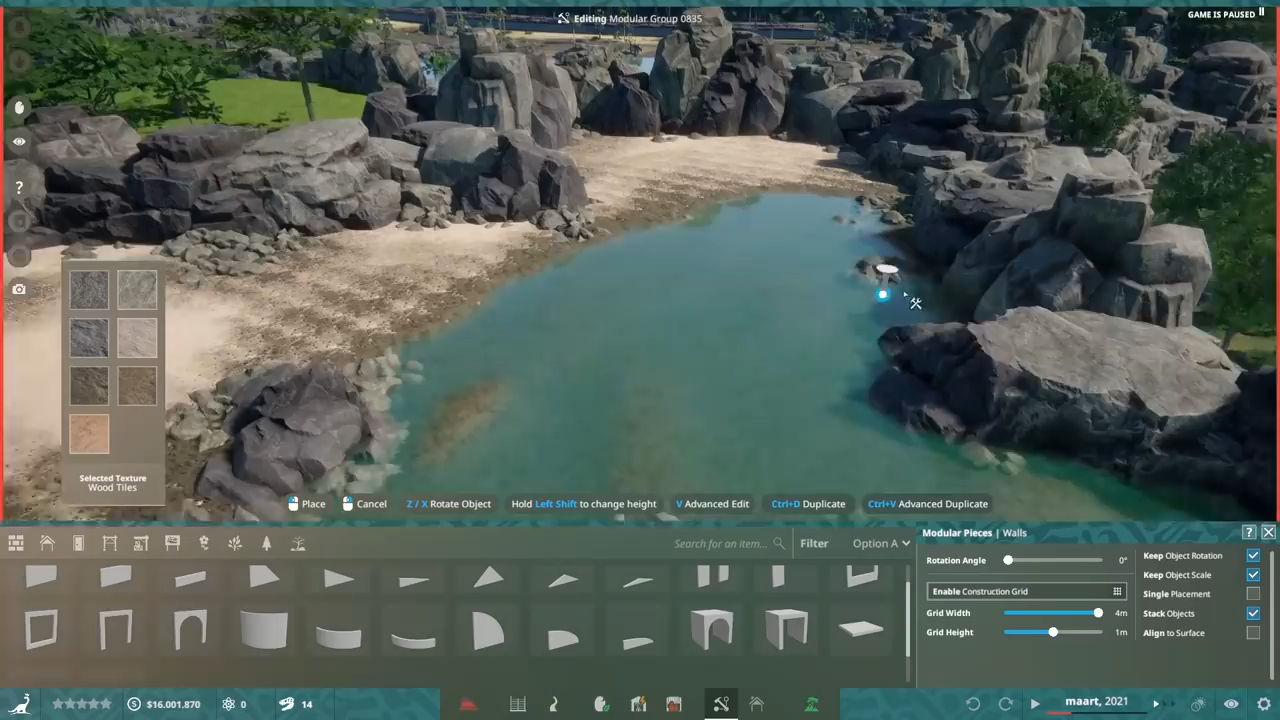 Editing Modular Group 0835
GAME IS PAUSED
?
Selected Texture
Wood Tiles
Place
Cancel
Z / X Rotate Object
Hold Left Shift to change height
V Advanced Edit
Ctrl+D Duplicate
Ctrl+V Advanced Duplicate
Search for an item...
Filter
Option A
Modular Pieces | Walls
?
Rotation Angle
0°
Keep Object Rotation
Keep Object Scale
Enable Construction Grid
Single Placement
Grid Width
4m
Stack Objects
Grid Height
1m
Align to Surface
$16.001.870
0
14
maart, 2021